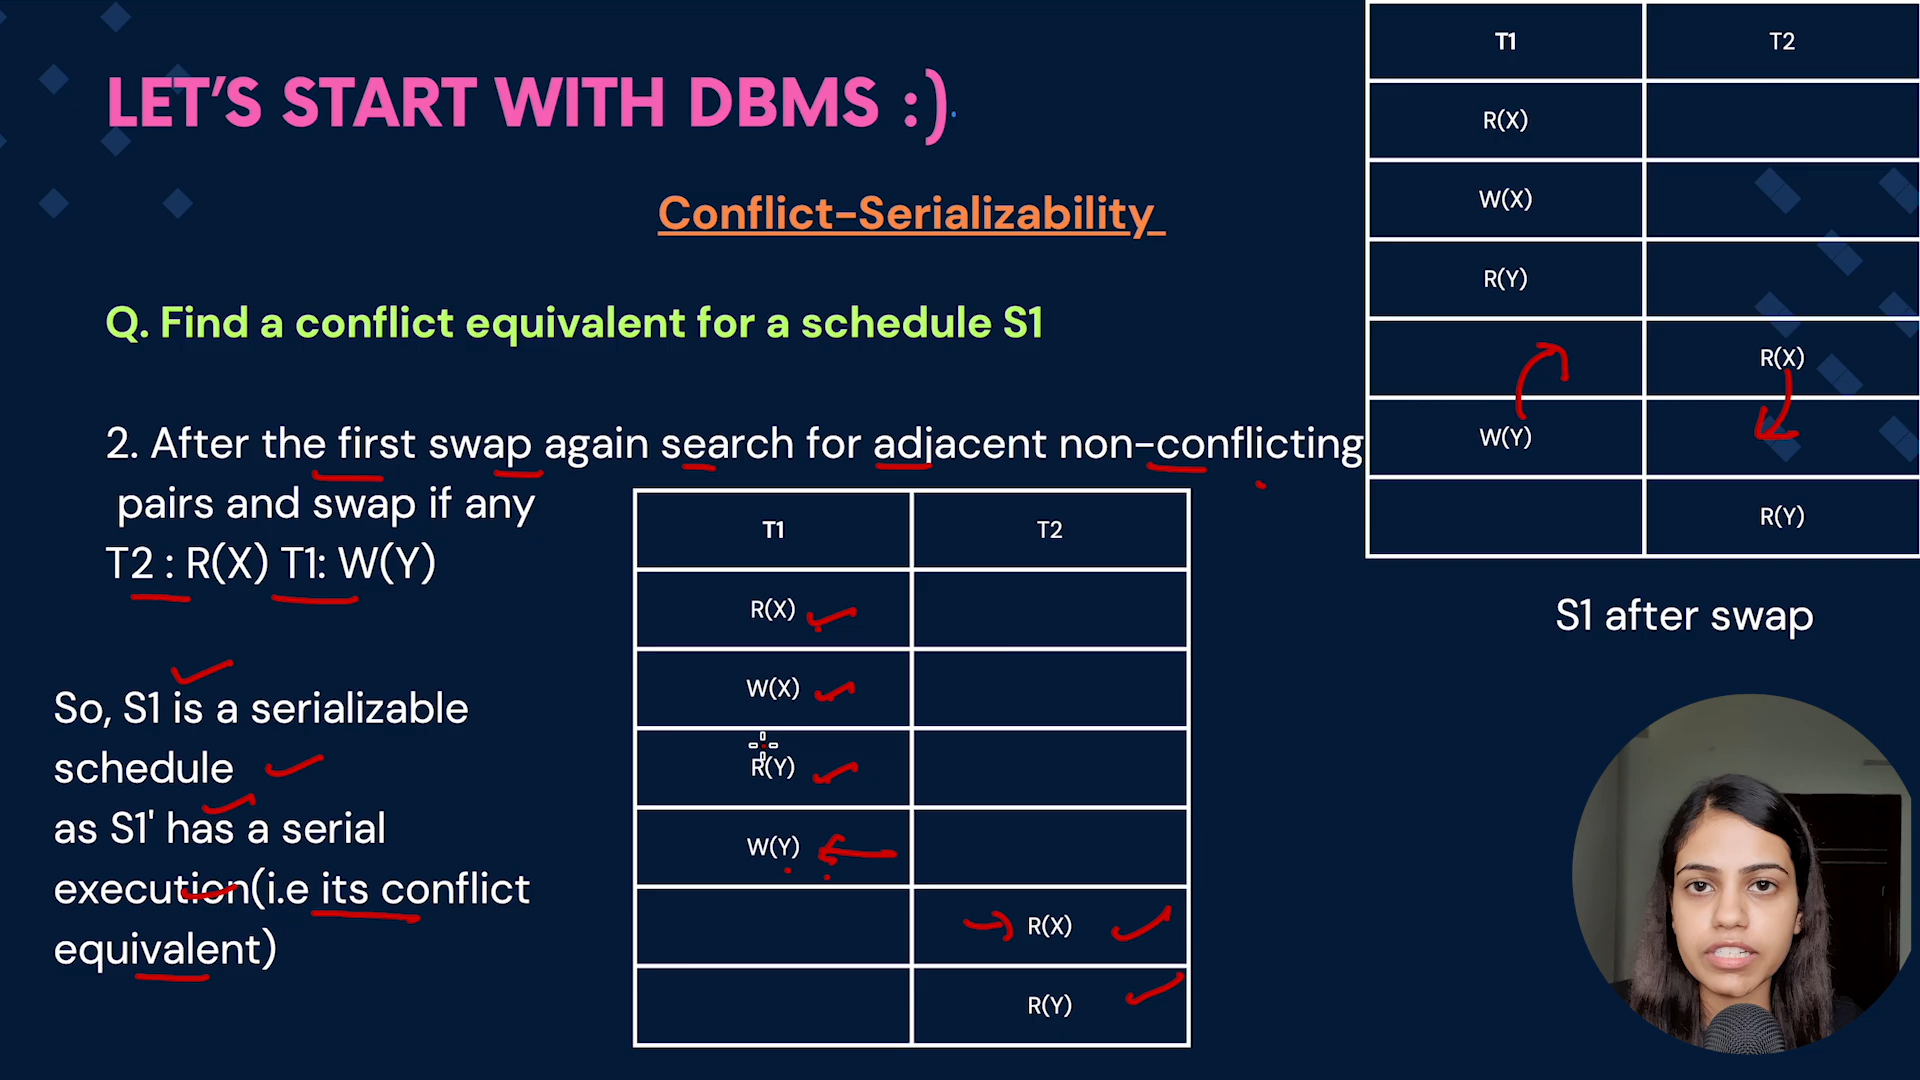 LET'S START WITH DBMS :)
Conflict-Serializability
Q. Find a conflict equivalent for a schedule S1
2. After the first swap again search for adjacent non-conflicting
pairs and swap if any
T2 : R(X) T1: W(Y)
So, S1 is a serializable
schedule
as S1' has a serial
execution(i.e its conflict
equivalent)
T1 T2
R(X)
W(X)
R(Y)
W(Y)
R(X)
R(Y)
T1 T2
R(X)
W(X)
R(Y)
R(X)
W(Y)
R(Y)
S1 after swap